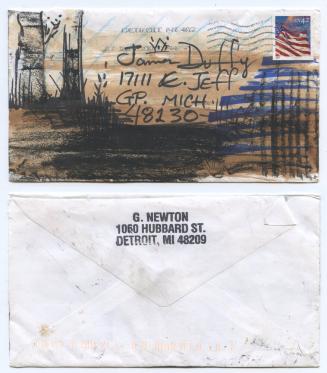 DETROIT MI 482
James Duffy
17111 E. Jeff
G.P. MICH.
48230-
G. NEWTON
1060 HUBBARD ST.
DETROIT, MI 48209